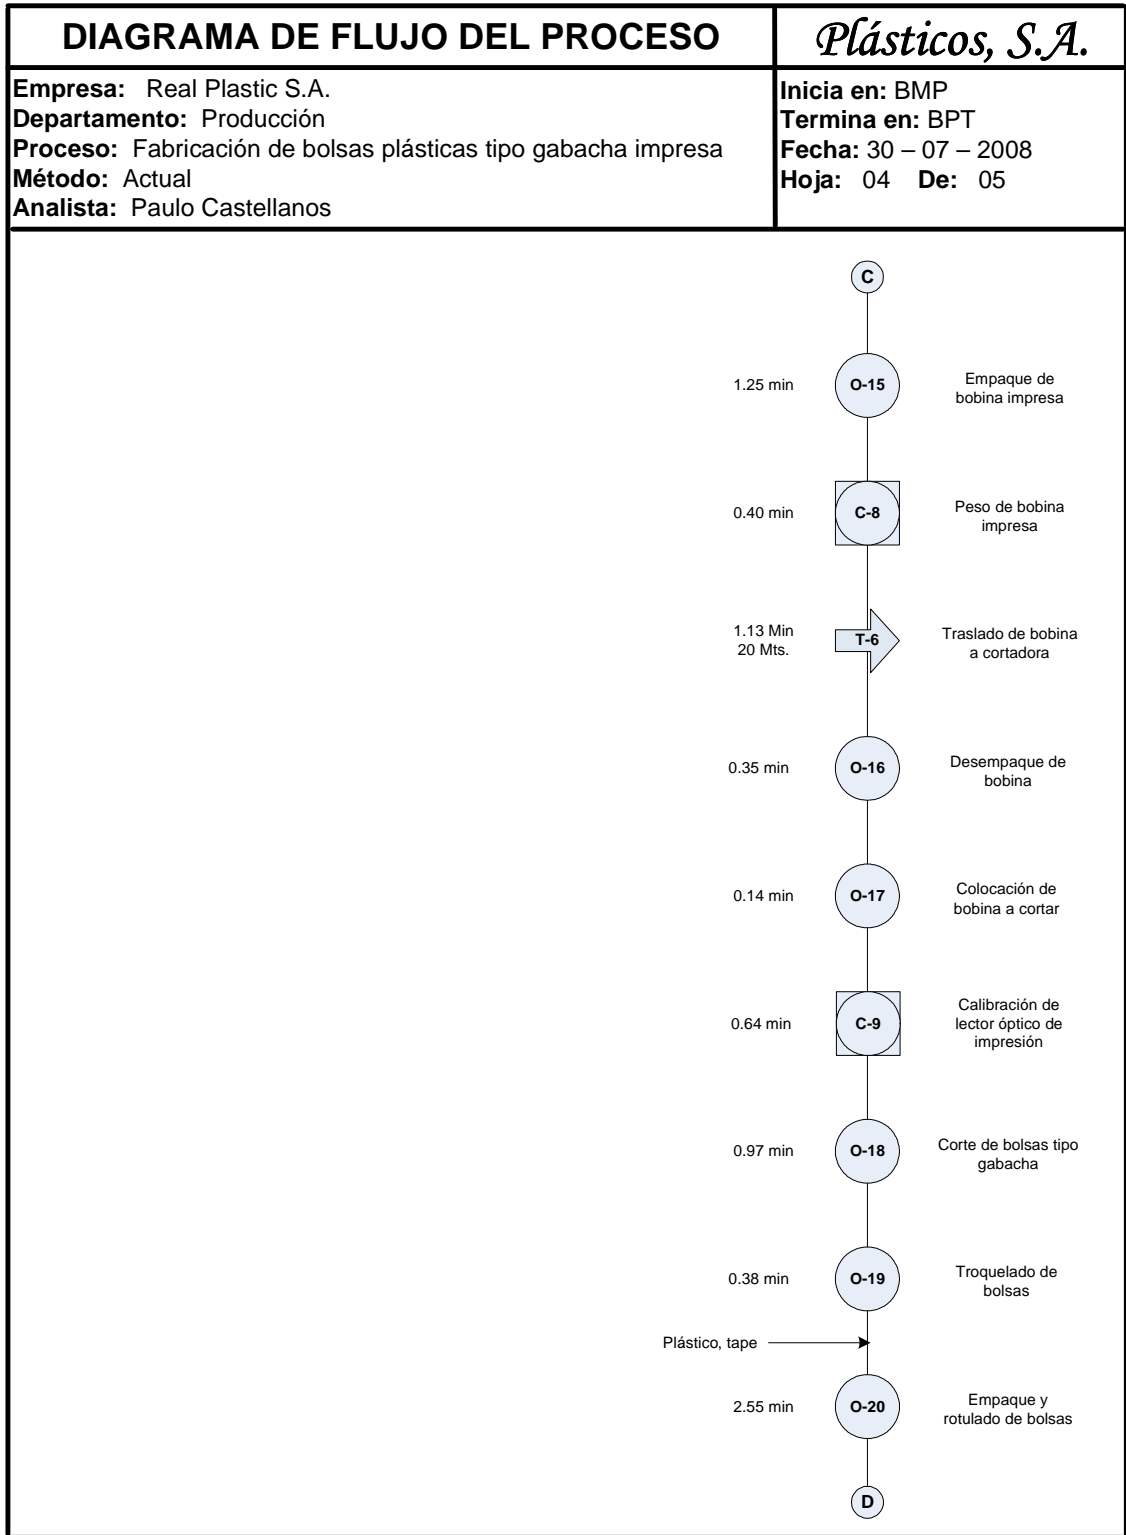 DIAGRAMA DE FLUJO DEL PROCESO
Plásticos, S.A.
Empresa: Real Plastic S.A.
Departamento: Producción
Proceso: Fabricación de bolsas plásticas tipo gabacha impresa
Método: Actual
Analista: Paulo Castellanos
Inicia en: BMP
Termina en: BPT
Fecha: 30 – 07 – 2008
Hoja: 04 De: 05
C
1.25 min
O-15
Empaque de
bobina impresa
0.40 min
C-8
Peso de bobina
impresa
1.13 Min
20 Mts.
T-6
Traslado de bobina
a cortadora
0.35 min
O-16
Desempaque de
bobina
0.14 min
O-17
Colocación de
bobina a cortar
0.64 min
C-9
Calibración de
lector óptico de
impresión
0.97 min
O-18
Corte de bolsas tipo
gabacha
0.38 min
O-19
Troquelado de
bolsas
Plástico, tape
2.55 min
O-20
Empaque y
rotulado de bolsas
D